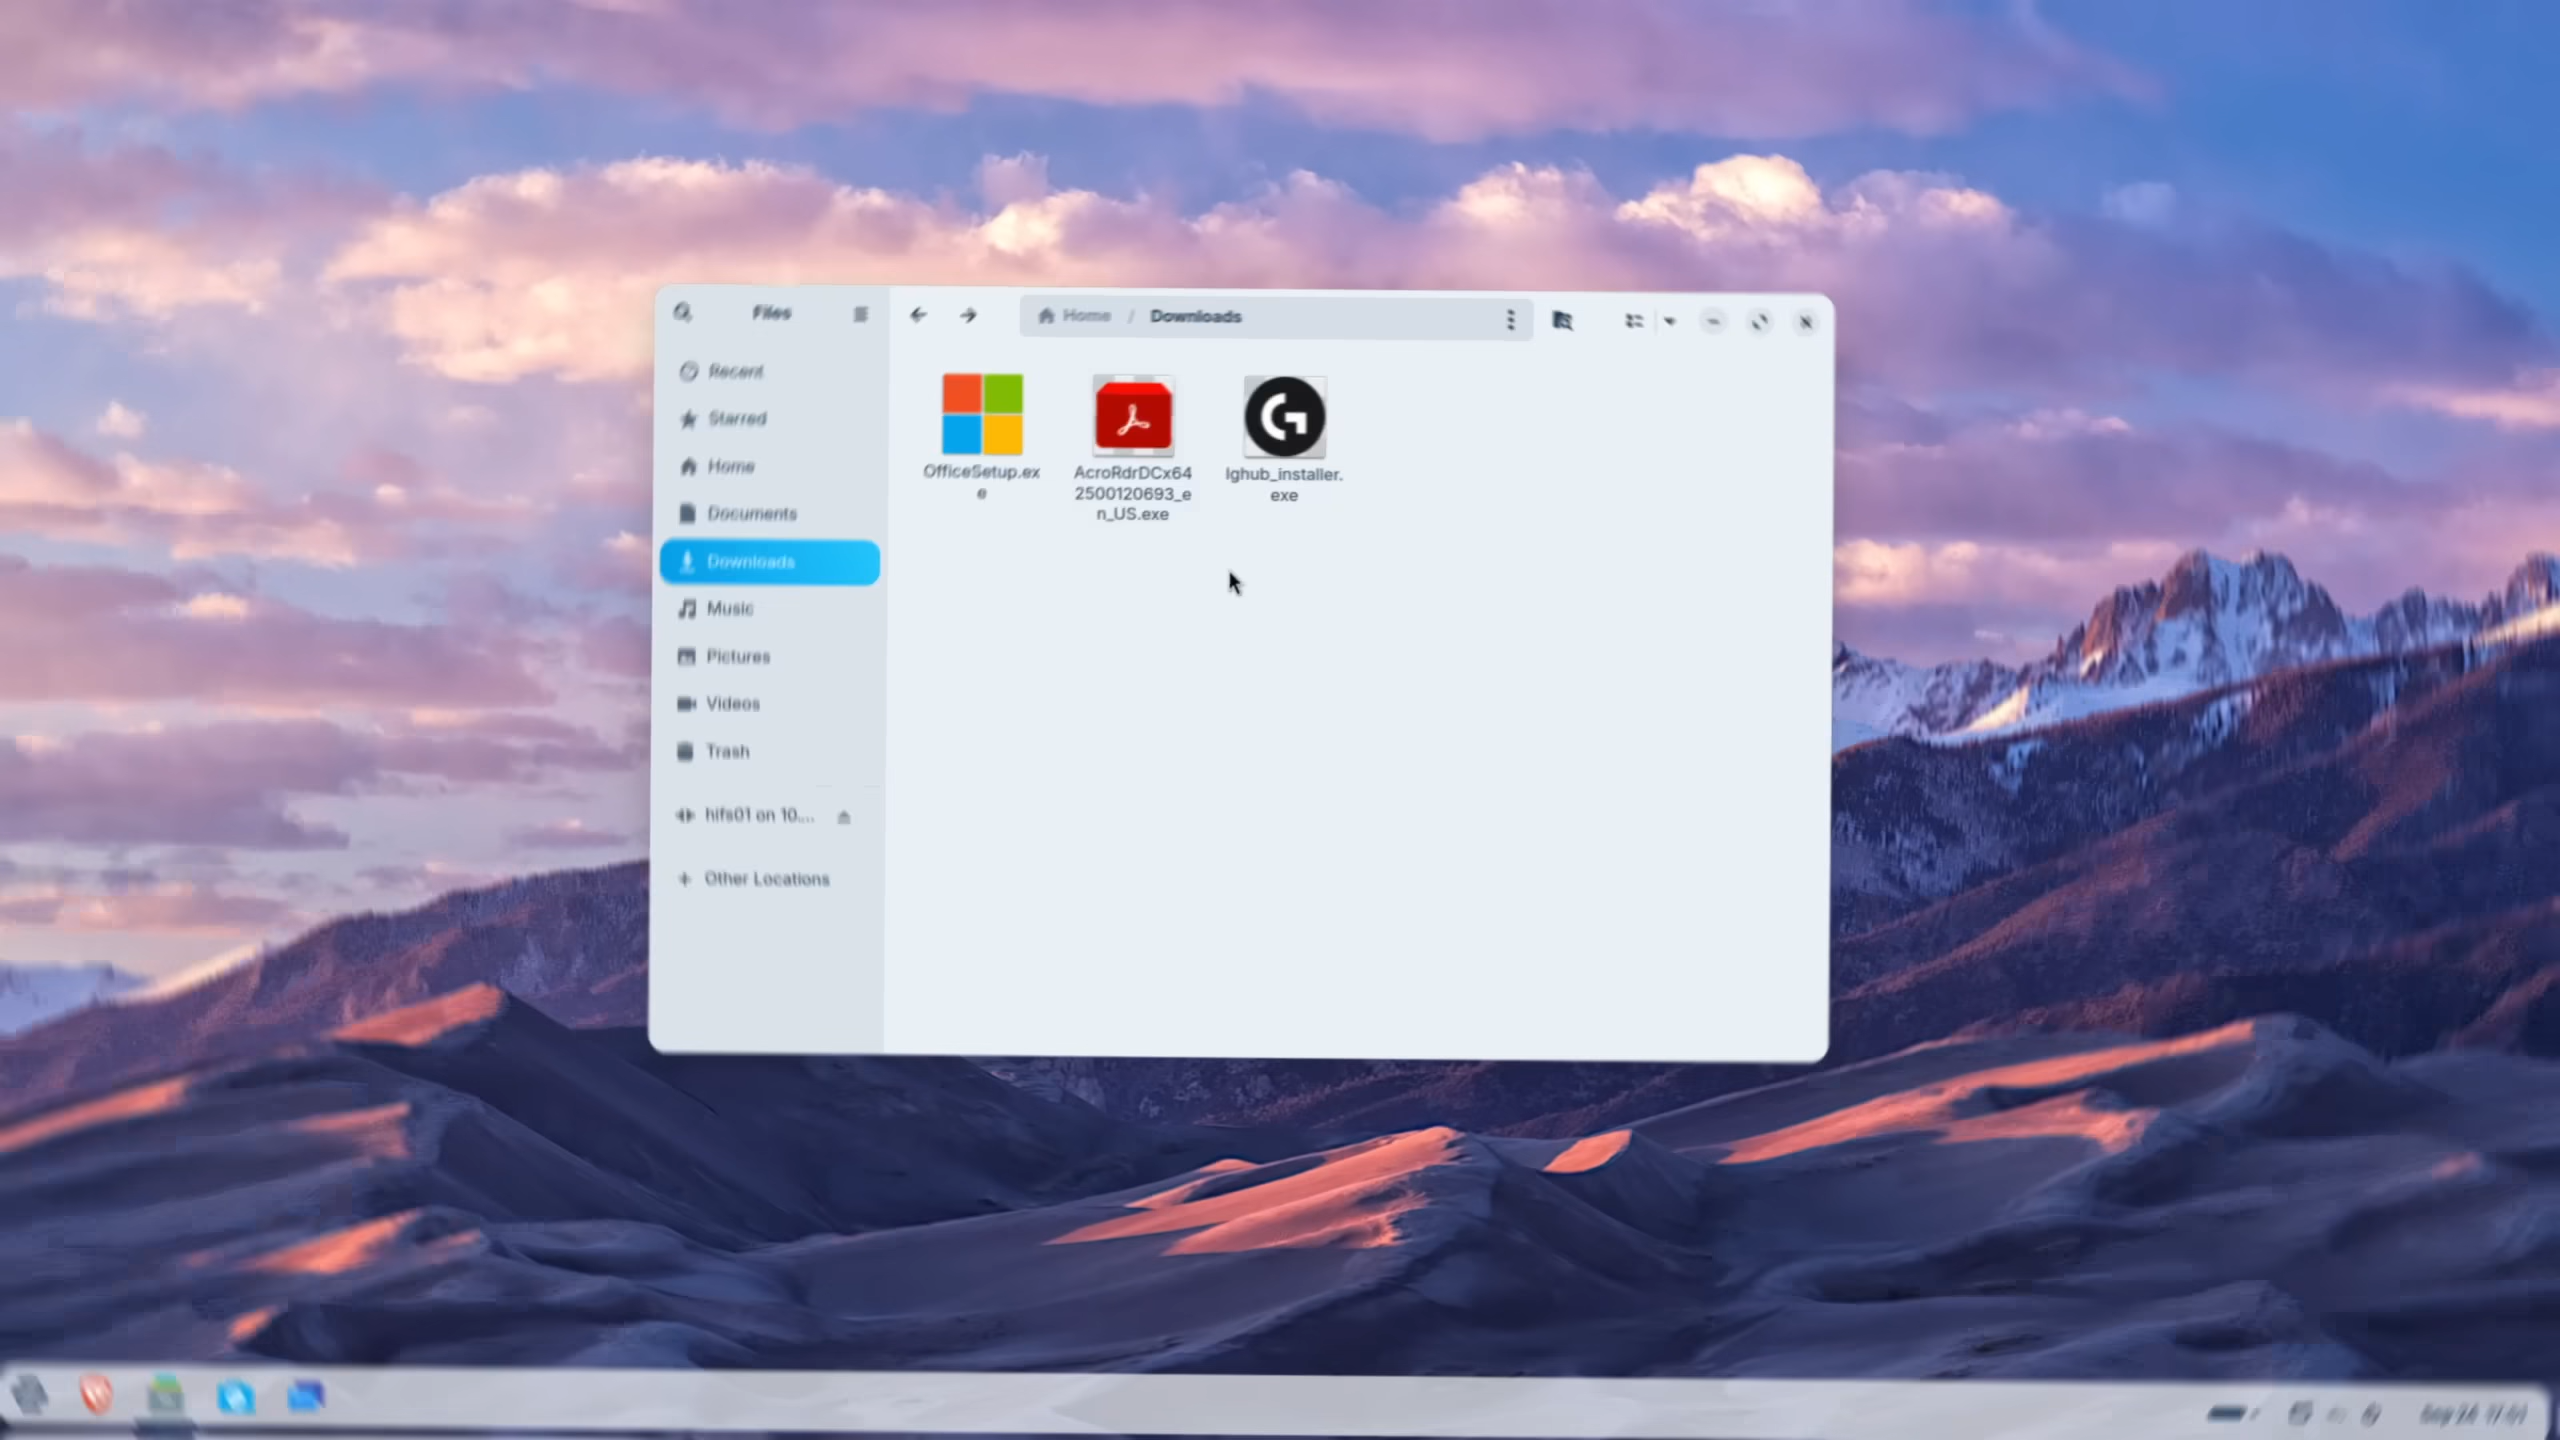 Files
Home / Downloads
Recent
Starred
Home
Documents
Downloads
Music
Pictures
Videos
Trash
hifs01 on 10....
Other Locations
OfficeSetup.ex
e
AcroRdrDCx64
2500120693_e
n_US.exe
lghub_installer.
exe